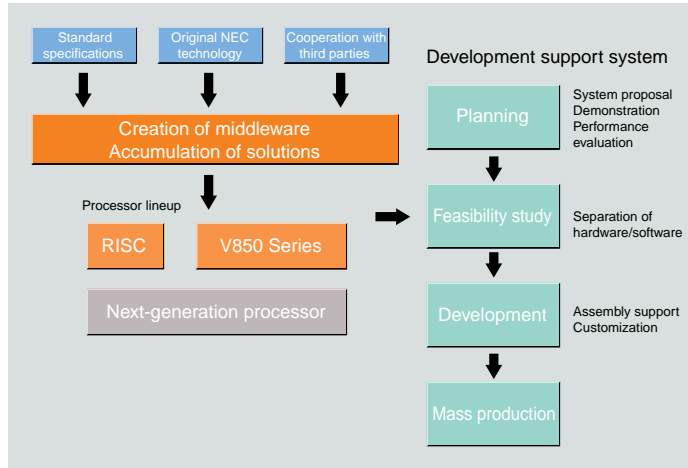 Standard
specifications
Original NEC
technology
Cooperation with
third parties
Creation of middleware
Accumulation of solutions
Processor lineup
RISC
V850 Series
Next-generation processor
Development support system
Planning
System proposal
Demonstration
Performance
evaluation
Feasibility study
Separation of
hardware/software
Development
Assembly support
Customization
Mass production